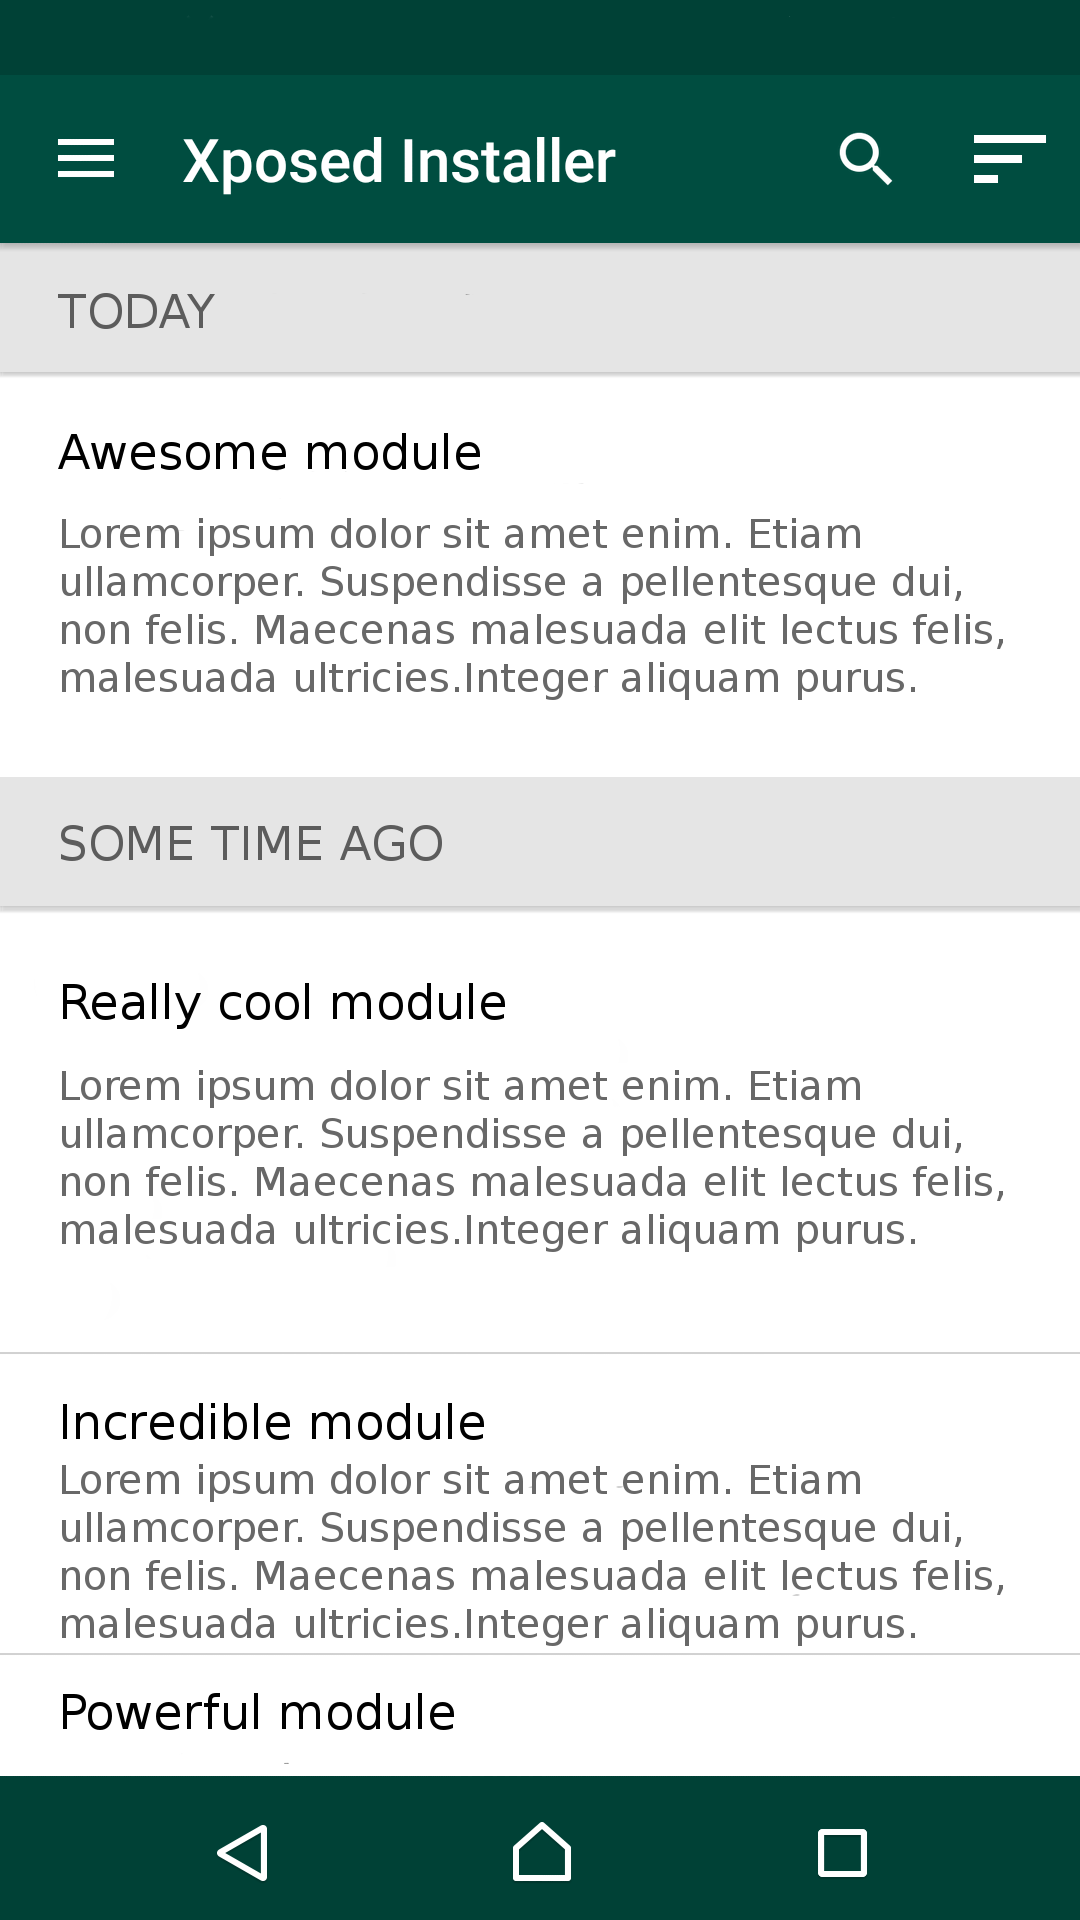 Xposed Installer
TODAY
Awesome module
Lorem ipsum dolor sit amet enim. Etiam
ullamcorper. Suspendisse a pellentesque dui,
non felis. Maecenas malesuada elit lectus felis,
malesuada ultricies.Integer aliquam purus.
SOME TIME AGO
Really cool module
Lorem ipsum dolor sit amet enim. Etiam
ullamcorper. Suspendisse a pellentesque dui,
non felis. Maecenas malesuada elit lectus felis,
malesuada ultricies.Integer aliquam purus.
Incredible module
Lorem ipsum dolor sit amet enim. Etiam
ullamcorper. Suspendisse a pellentesque dui,
non felis. Maecenas malesuada elit lectus felis,
malesuada ultricies.Integer aliquam purus.
Powerful module